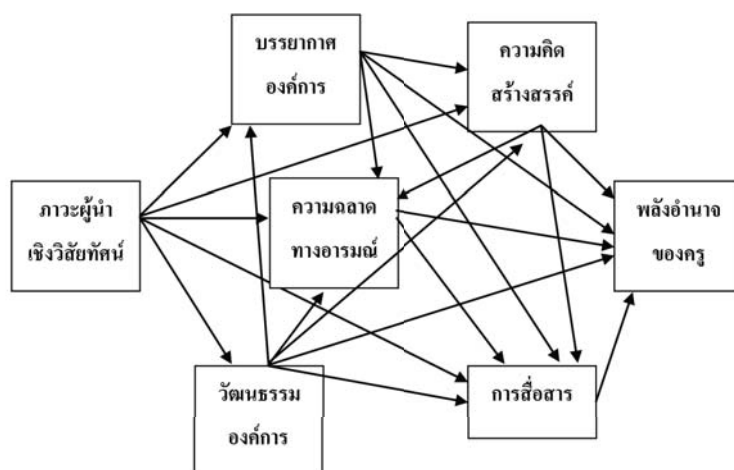 บรรยากาศ
องค์การ
ความคิด
สร้างสรรค์
ภาวะผู้นำ
เชิงวิสัยทัศน์
ความฉลาด
ทางอารมณ์
พลังอำนาจ
ของครู
วัฒนธรรม
องค์การ
การสื่อสาร